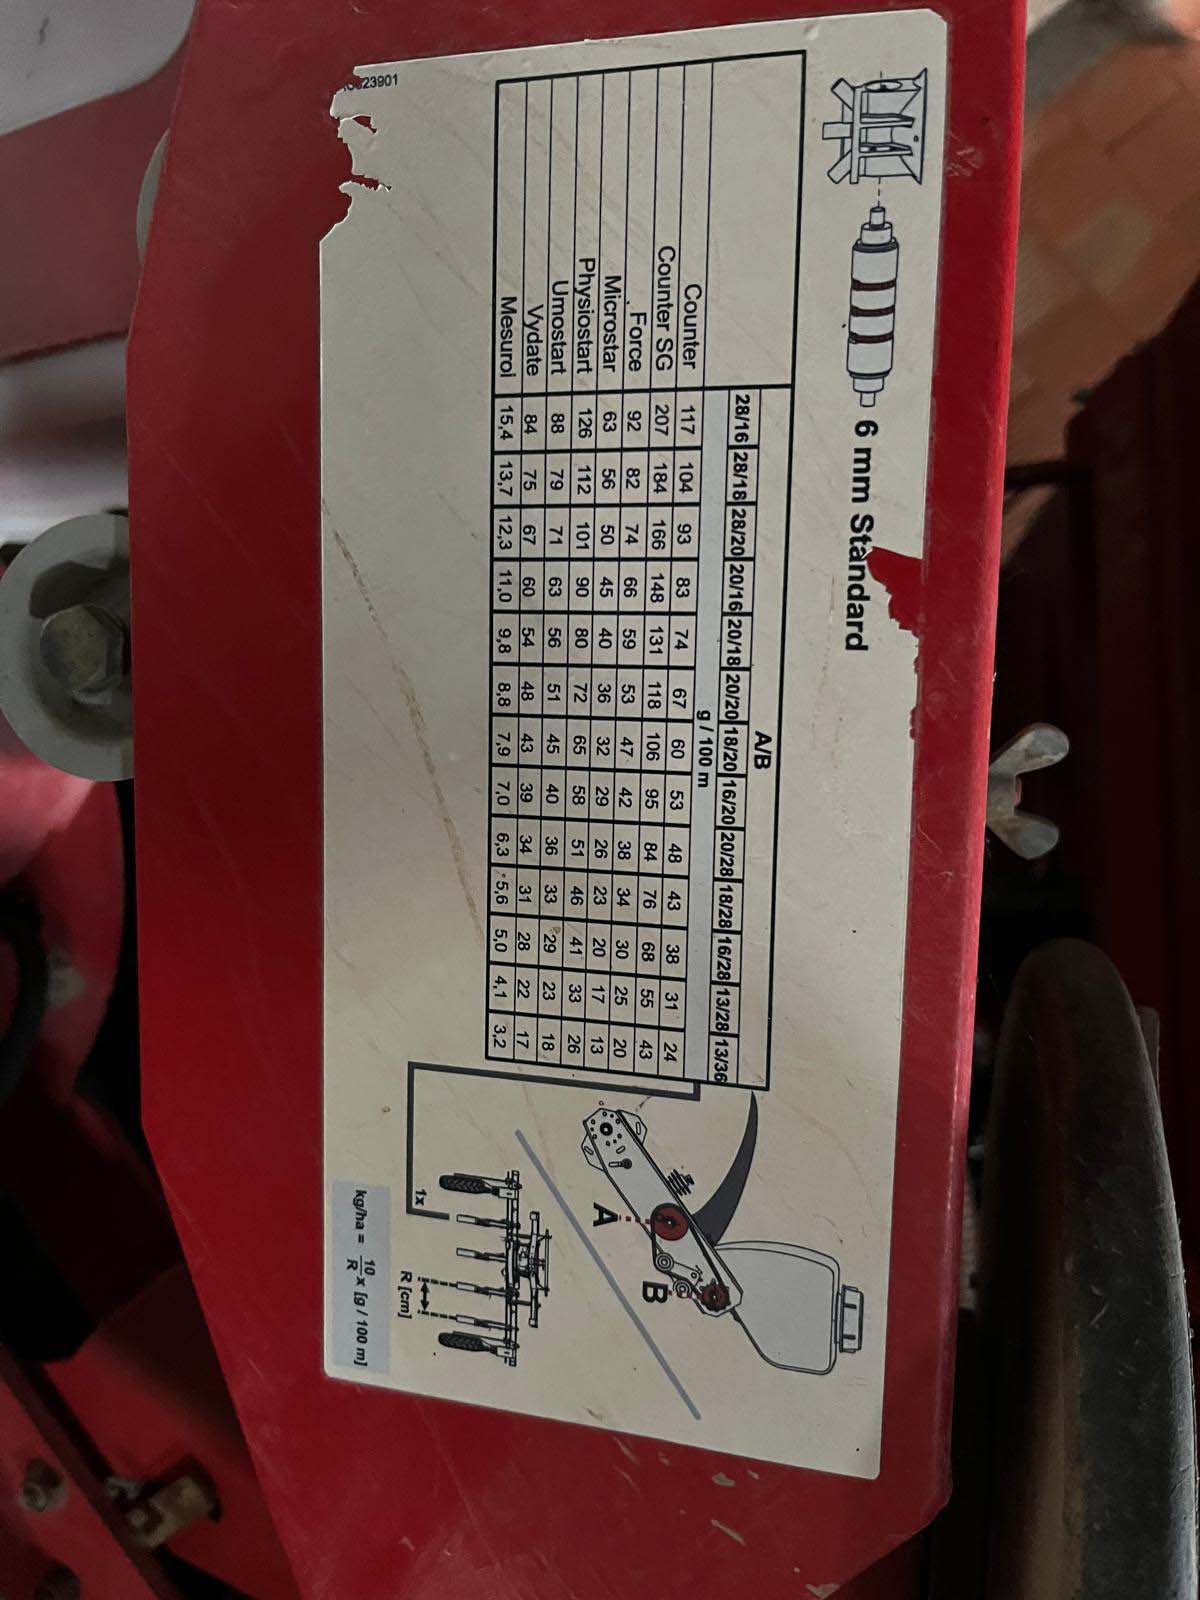 6 mm Standard
A/B
28/16 28/18 28/20 20/16 20/18 20/20 18/20 16/20 20/28 18/28 16/28 13/28 13/36
g / 100 m
Counter 117 104 93 83 74 67 60 53 48 43 38 31 24
Counter SG 207 184 166 148 131 118 106 95 84 76 68 55 43
Force 92 82 74 66 59 53 47 42 38 34 30 25 20
Microstar 63 56 50 45 40 36 32 29 26 23 20 17 13
Physiostart 126 112 101 90 80 72 65 58 51 46 41 33 26
Umostart 88 79 71 63 56 51 45 40 36 33 29 23 18
Vydate 84 75 67 60 54 48 43 39 34 31 28 22 17
Mesurol 15,4 13,7 12,3 11,0 9,8 8,8 7,9 7,0 6,3 5,6 5,0 4,1 3,2
A
B
1x
R [cm]
kg/ha = 10/R x [g / 100 m]
23901